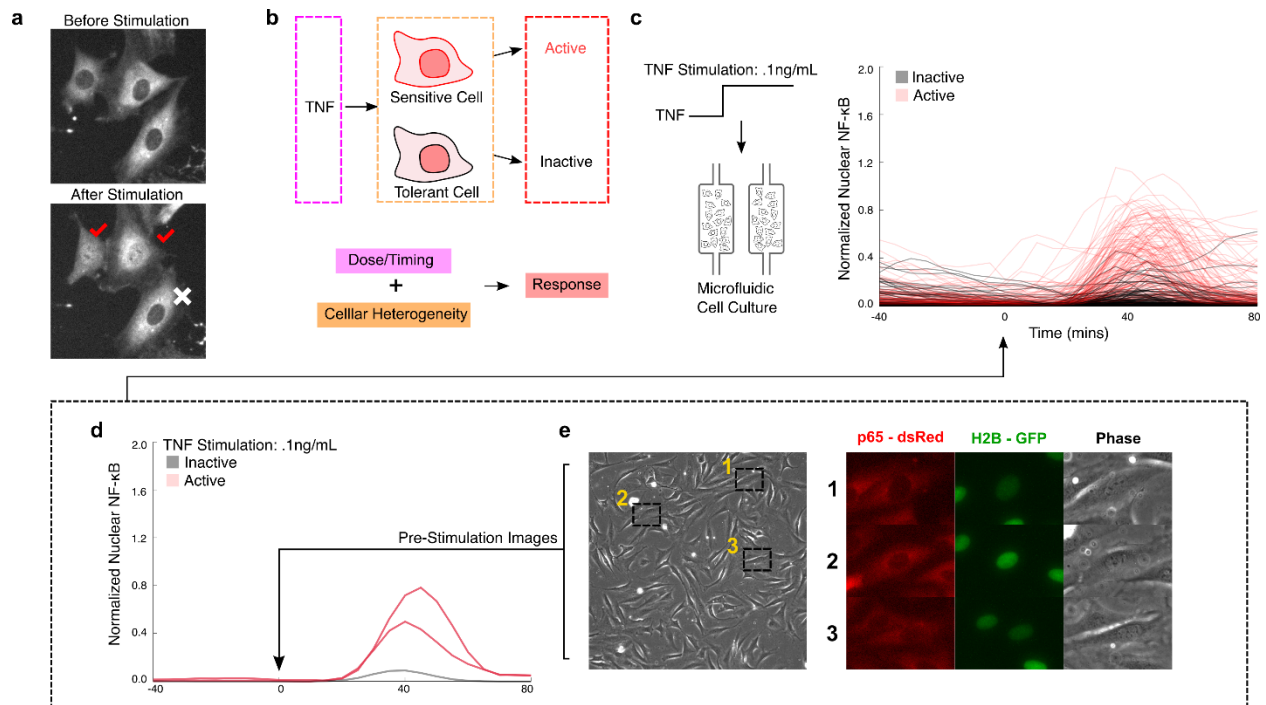 a
Before Stimulation
After Stimulation
b
TNF
Sensitive Cell
Tolerant Cell
Active
Inactive
Dose/Timing
+
Celllar Heterogeneity
Response
c
TNF Stimulation: .1ng/mL
TNF
Microfluidic
Cell Culture
Normalized Nuclear NF-κB
2.0
1.6
1.2
0.8
0.4
0.0
Inactive
Active
-40
0
40
80
Time (mins)
d
TNF Stimulation: .1ng/mL
Inactive
Active
Normalized Nuclear NF-κB
2.0
1.6
1.2
0.8
0.4
0.0
-40
0
40
80
Pre-Stimulation Images
e
1
2
3
p65 - dsRed
H2B - GFP
Phase
1
2
3